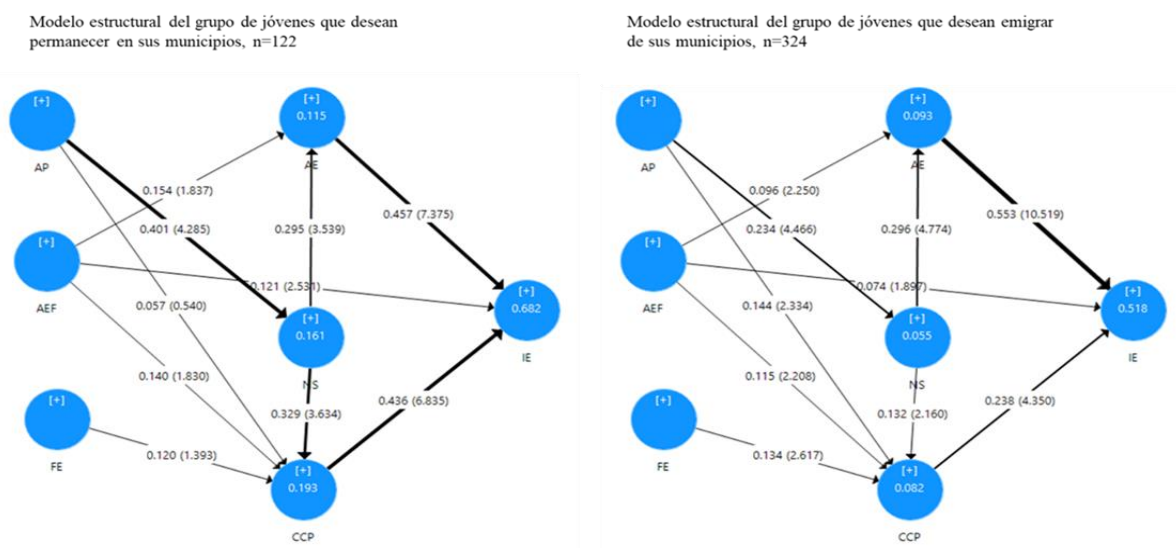 Modelo estructural del grupo de jóvenes que desean
permanecer en sus municipios, n=122
[+]
AP
[+]
0.115
AE
0.154 (1.837)
0.401 (4.285)
0.295 (3.539)
0.457 (7.375)
[+]
AEF
0.121 (2.531)
0.057 (0.540)
[+]
0.682
IE
[+]
0.161
NS
0.140 (1.830)
0.329 (3.634)
0.436 (6.835)
[+]
FE
0.120 (1.393)
[+]
0.193
CCP
Modelo estructural del grupo de jóvenes que desean emigrar
de sus municipios, n=324
[+]
AP
[+]
0.093
AE
0.096 (2.250)
0.234 (4.466)
0.296 (4.774)
0.553 (10.519)
[+]
AEF
0.074 (1.897)
0.144 (2.334)
[+]
0.518
IE
[+]
0.055
NS
0.115 (2.208)
0.132 (2.160)
0.238 (4.350)
[+]
FE
0.134 (2.617)
[+]
0.082
CCP